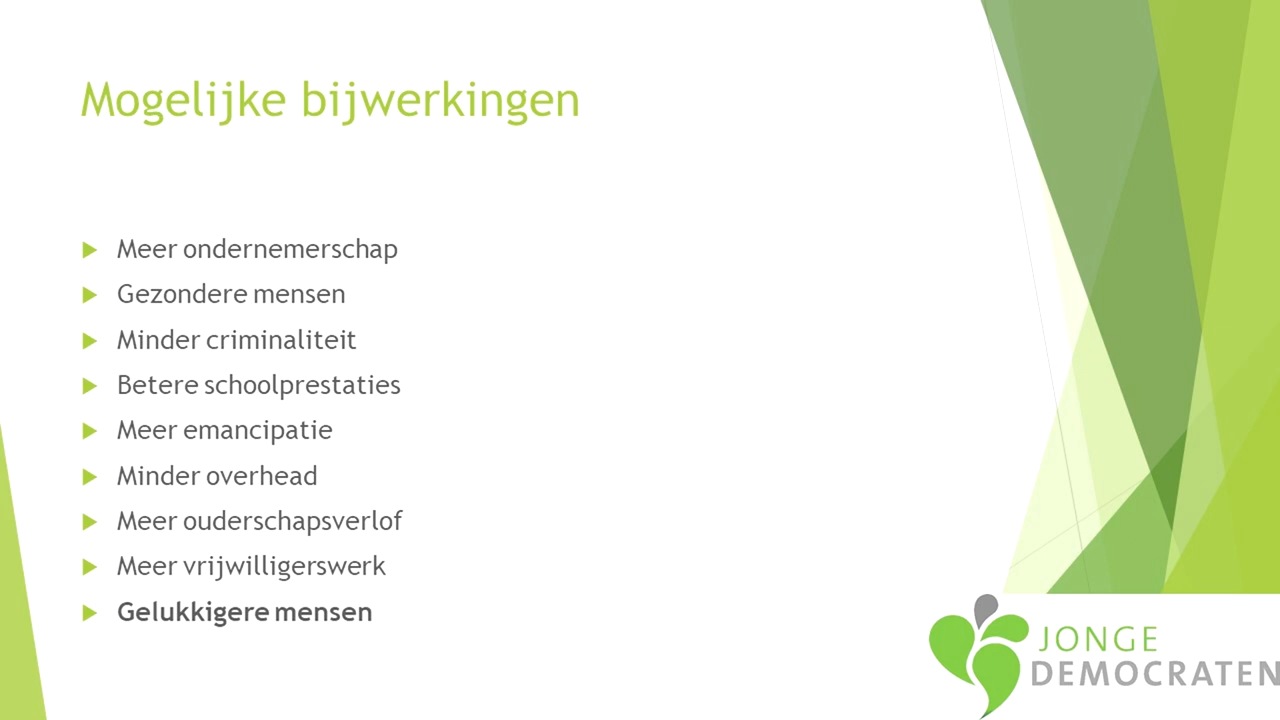 Mogelijke bijwerkingen
Meer ondernemerschap
Gezondere mensen
Minder criminaliteit
Betere schoolprestaties
Meer emancipatie
Minder overhead
Meer ouderschapsverlof
Meer vrijwilligerswerk
Gelukkigere mensen
JONGE
DEMOCRATEN